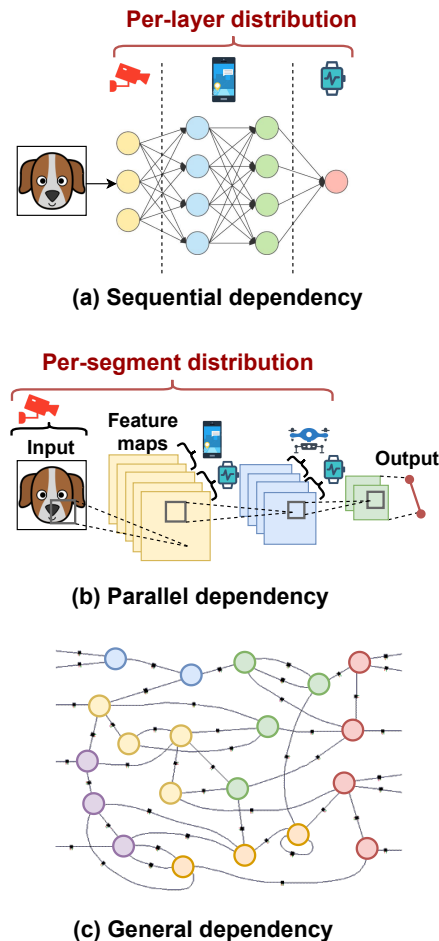 Per-layer distribution
(a) Sequential dependency
Per-segment distribution
Input
Feature
maps
Output
(b) Parallel dependency
(c) General dependency